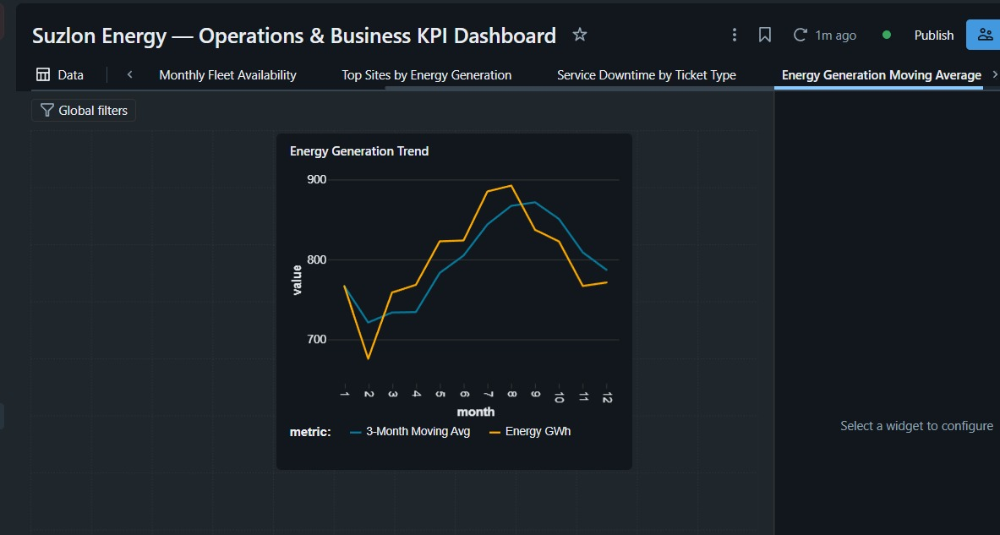 Suzlon Energy — Operations & Business KPI Dashboard
1m ago
Publish
Data
Monthly Fleet Availability
Top Sites by Energy Generation
Service Downtime by Ticket Type
Energy Generation Moving Average
Global filters
Energy Generation Trend
900
800
700
value
1 2 3 4 5 6 7 8 9 10 11 12
month
metric: 3-Month Moving Avg Energy GWh
Select a widget to configure